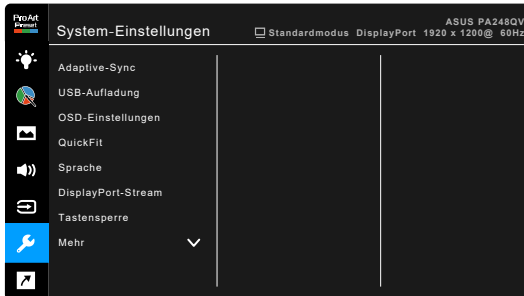 ProArt
Preset
System-Einstellungen
ASUS PA248QV
Standardmodus DisplayPort 1920 x 1200@ 60Hz
Adaptive-Sync
USB-Aufladung
OSD-Einstellungen
QuickFit
Sprache
DisplayPort-Stream
Tastensperre
Mehr